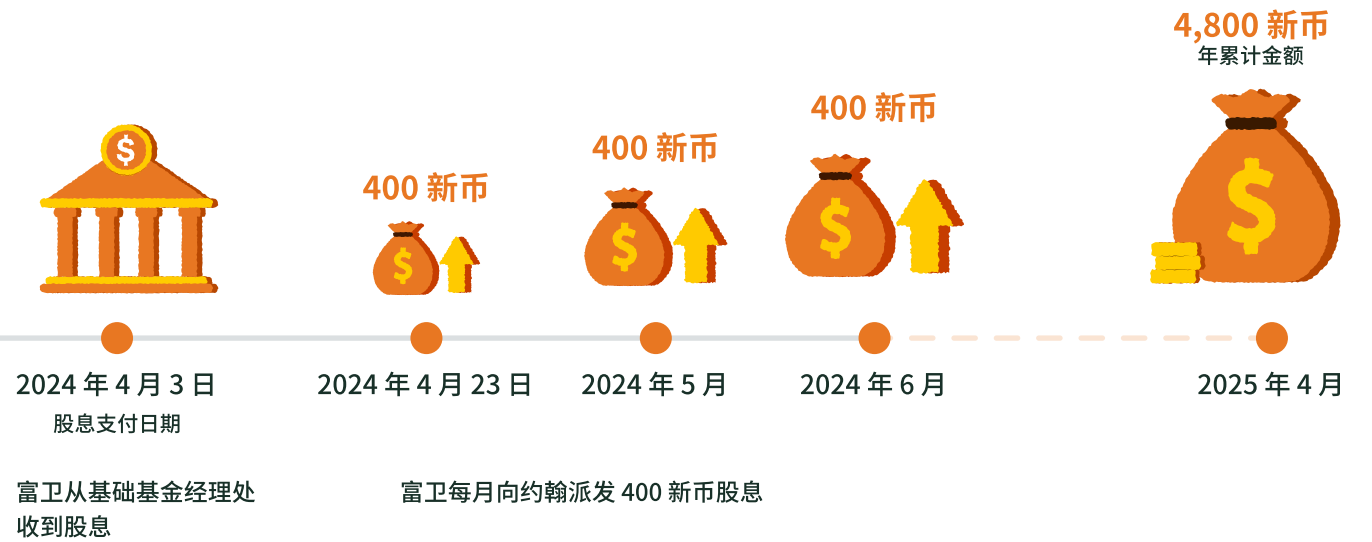 4,800 新币
年累计金额
400 新币
400 新币
400 新币
2024 年 4 月 3 日
股息支付日期
2024 年 4 月 23 日
2024 年 5 月
2024 年 6 月
2025 年 4 月
富卫从基础基金经理处
收到股息
富卫每月向约翰派发 400 新币股息
$
$
$
$
$